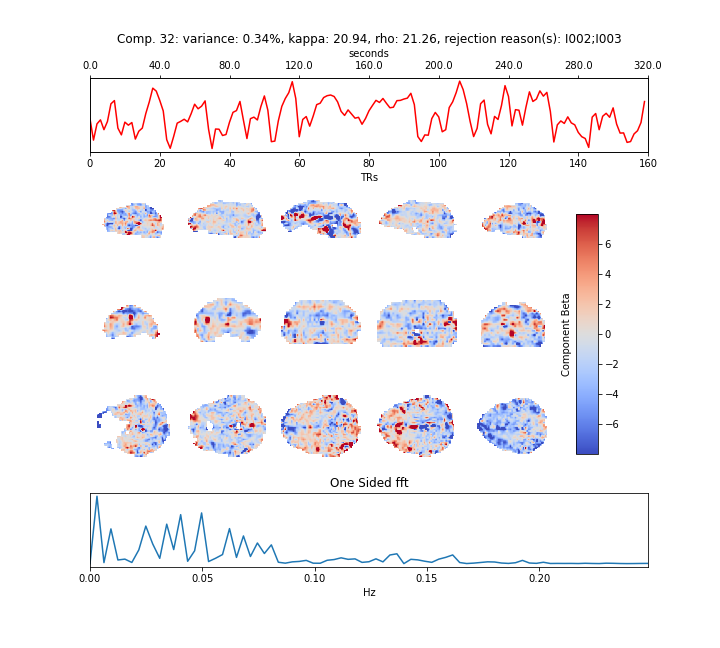 Comp. 32: variance: 0.34%, kappa: 20.94, rho: 21.26, rejection reason(s): I002;I003
seconds
0.0 40.0 80.0 120.0 160.0 200.0 240.0 280.0 320.0
0 20 40 60 80 100 120 140 160
TRs
6
4
2
0
−2
−4
−6
Component Beta
One Sided fft
0.00 0.05 0.10 0.15 0.20
Hz